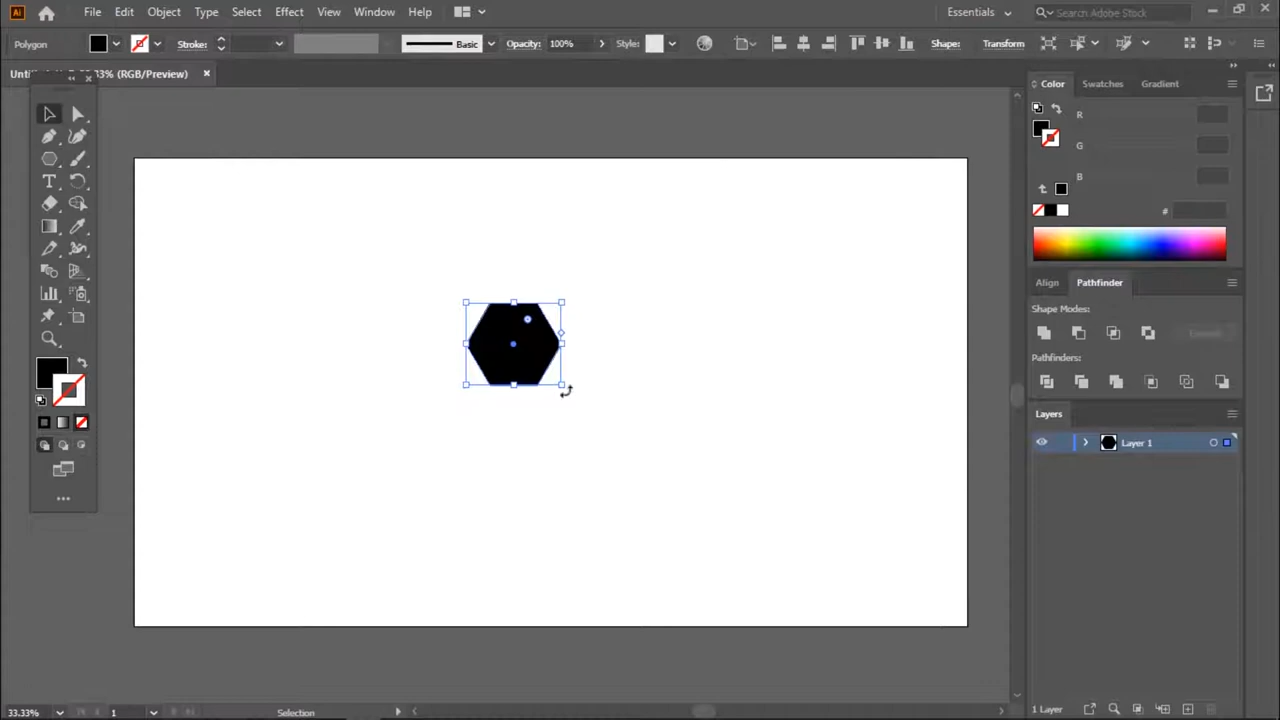 Ai File Edit Object Type Select Effect View Window Help Essentials Search Adobe Stock
Polygon Stroke: Basic Opacity: 100% Style: Shape: Transform
(RGB/Preview)
Color Swatches Gradient
R
G
B
#
T
Align Pathfinder
Shape Modes:
Expand
Pathfinders:
Layers
Layer 1
33.33% 1 Selection 1 Layer